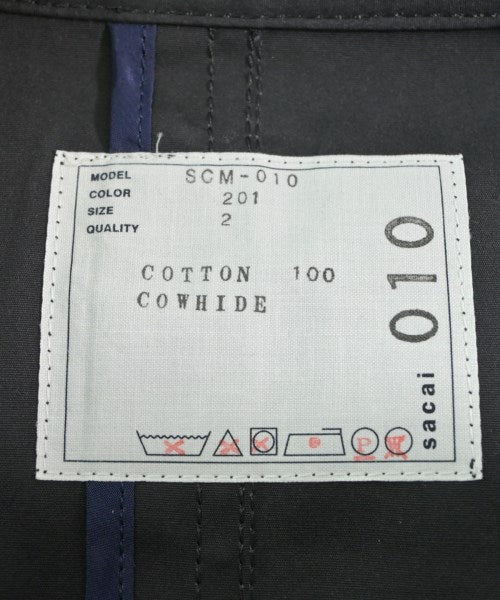 MODEL SCM-010
COLOR 201
SIZE 2
QUALITY
COTTON 100
COWHIDE
sacai 010
P